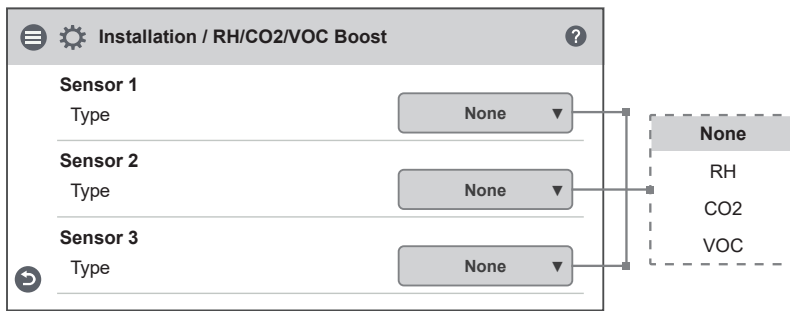 Installation / RH/CO2/VOC Boost ?
Sensor 1
Type None ▼
Sensor 2
Type None ▼
Sensor 3
Type None ▼
None
RH
CO2
VOC